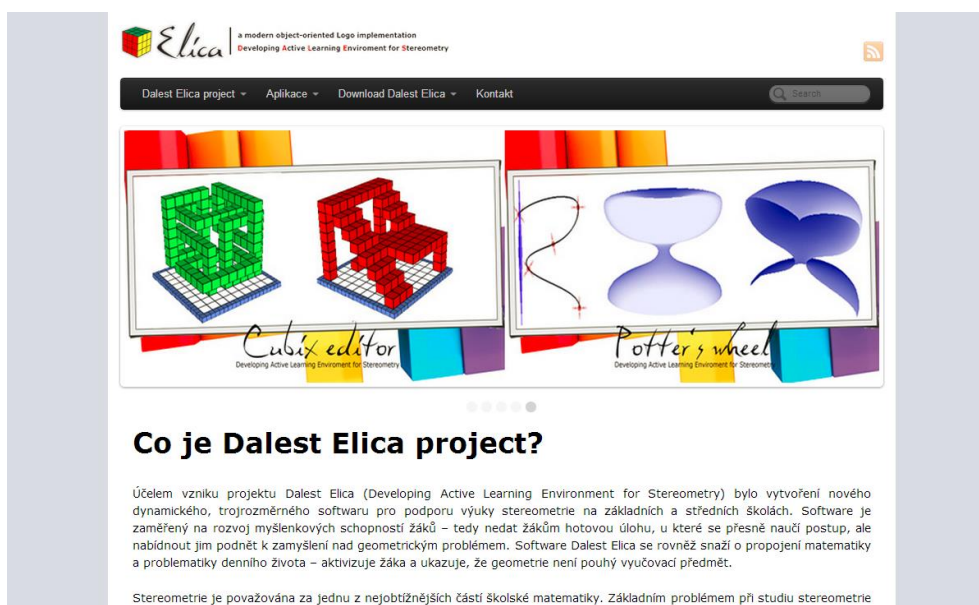 Elica
a modern object-oriented Logo implementation
Developing Active Learning Enviroment for Stereometry
Dalest Elica project
Aplikace
Download Dalest Elica
Kontakt
Search
Cubix editor
Developing Active Learning Enviroment for Stereometry
Potter's wheel
Developing Active Learning Enviroment for Stereometry
Co je Dalest Elica project?
Účelem vzniku projektu Dalest Elica (Developing Active Learning Environment for Stereometry) bylo vytvoření nového
dynamického, trojrozměrného softwaru pro podporu výuky stereometrie na základních a středních školách. Software je
zaměřený na rozvoj myšlenkových schopností žáků – tedy nedat žákům hotovou úlohu, u které se přesně naučí postup, ale
nabídnout jim podnět k zamyšlení nad geometrickým problémem. Software Dalest Elica se rovněž snaží o propojení matematiky
a problematiky denního života – aktivizuje žáka a ukazuje, že geometrie není pouhý vyučovací předmět.
Stereometrie je považována za jednu z nejobtížnějších částí školské matematiky. Základním problémem při studiu stereometrie